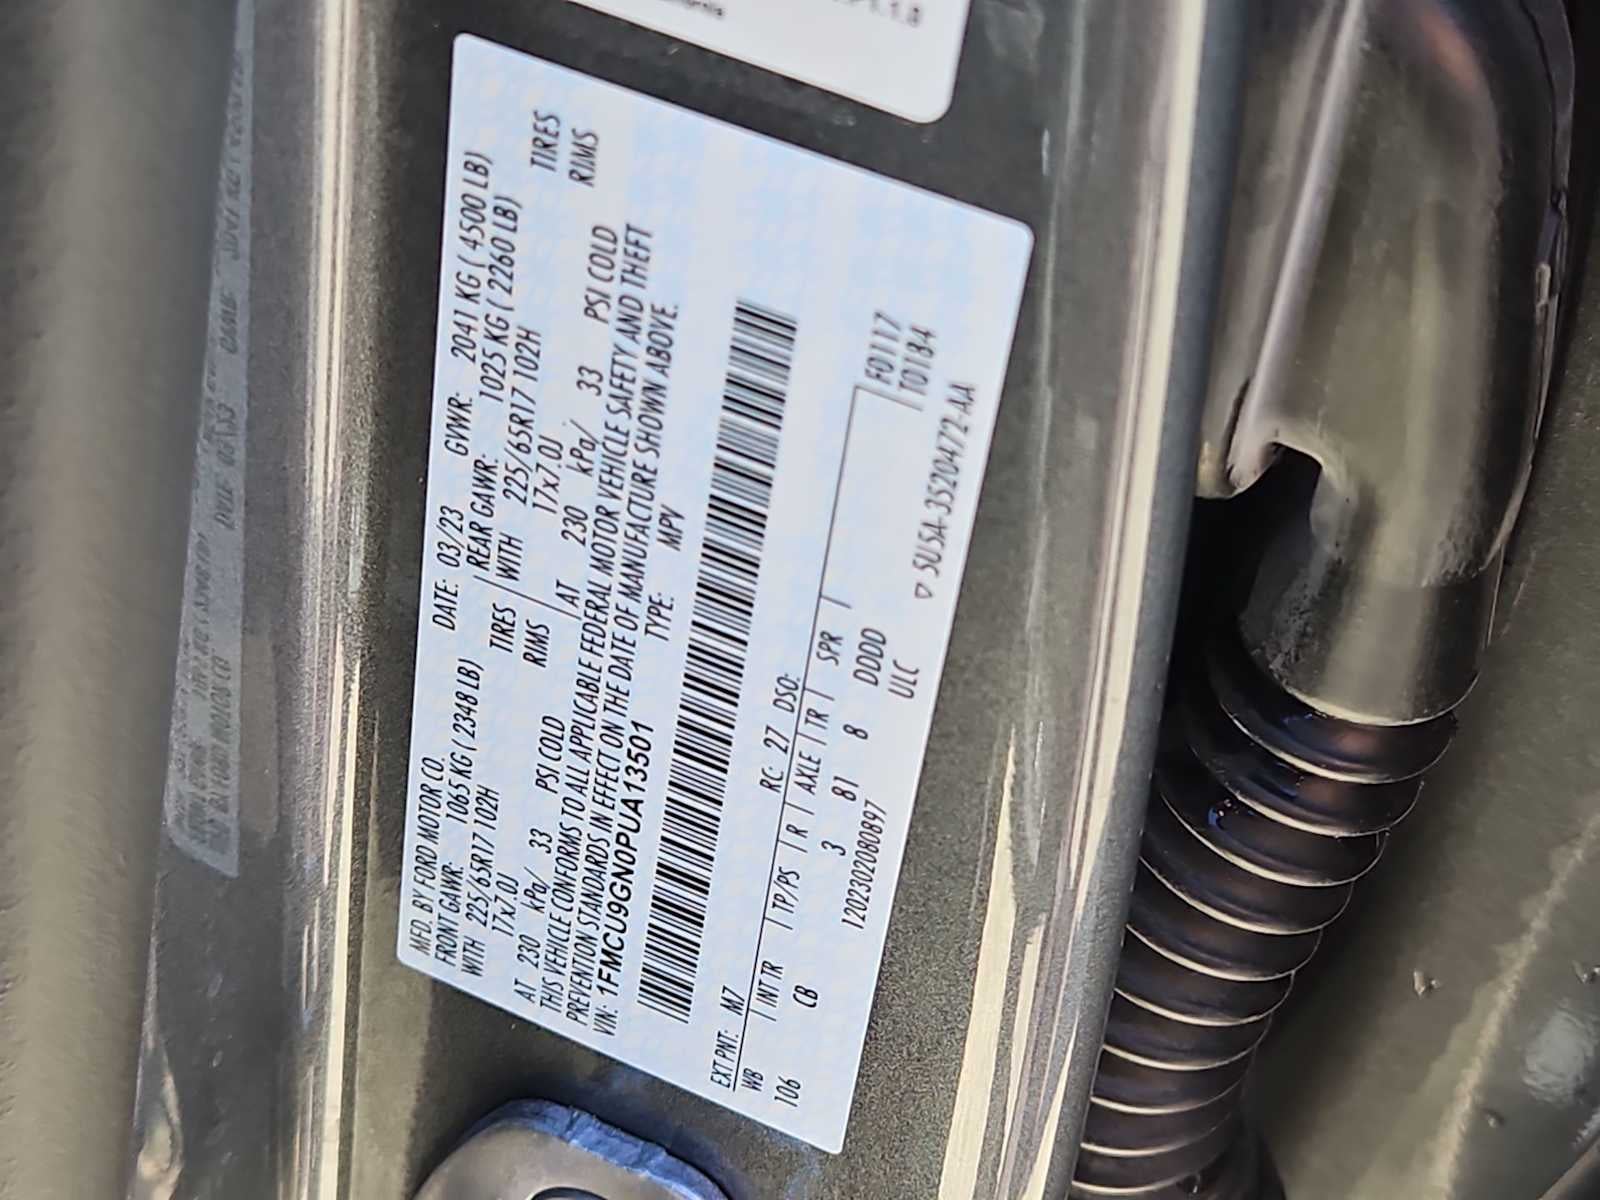 MFD. BY FORD MOTOR CO.
DATE: 03/23 GVWR: 2041 KG ( 4500 LB)
FRONT GAWR: 1065 KG ( 2348 LB) REAR GAWR: 1025 KG ( 2260 LB)
WITH 225/65R17 102H TIRES WITH 225/65R17 102H TIRES
17x7.0J RIMS 17x7.0J RIMS
AT 230 kPa/ 33 PSI COLD AT 230 kPa/ 33 PSI COLD
THIS VEHICLE CONFORMS TO ALL APPLICABLE FEDERAL MOTOR VEHICLE SAFETY AND THEFT
PREVENTION STANDARDS IN EFFECT ON THE DATE OF MANUFACTURE SHOWN ABOVE.
VIN: 1FMCU9GN0PUA13501 TYPE: MPV
EXT PNT: M7 RC: 27 DSO:
WB INT TR TP/PS R AXLE TR SPR F0117
106 CB 3 81 8 DDDD T0184
120230208089​7 ULC
▽ SU5A-3520472-AA